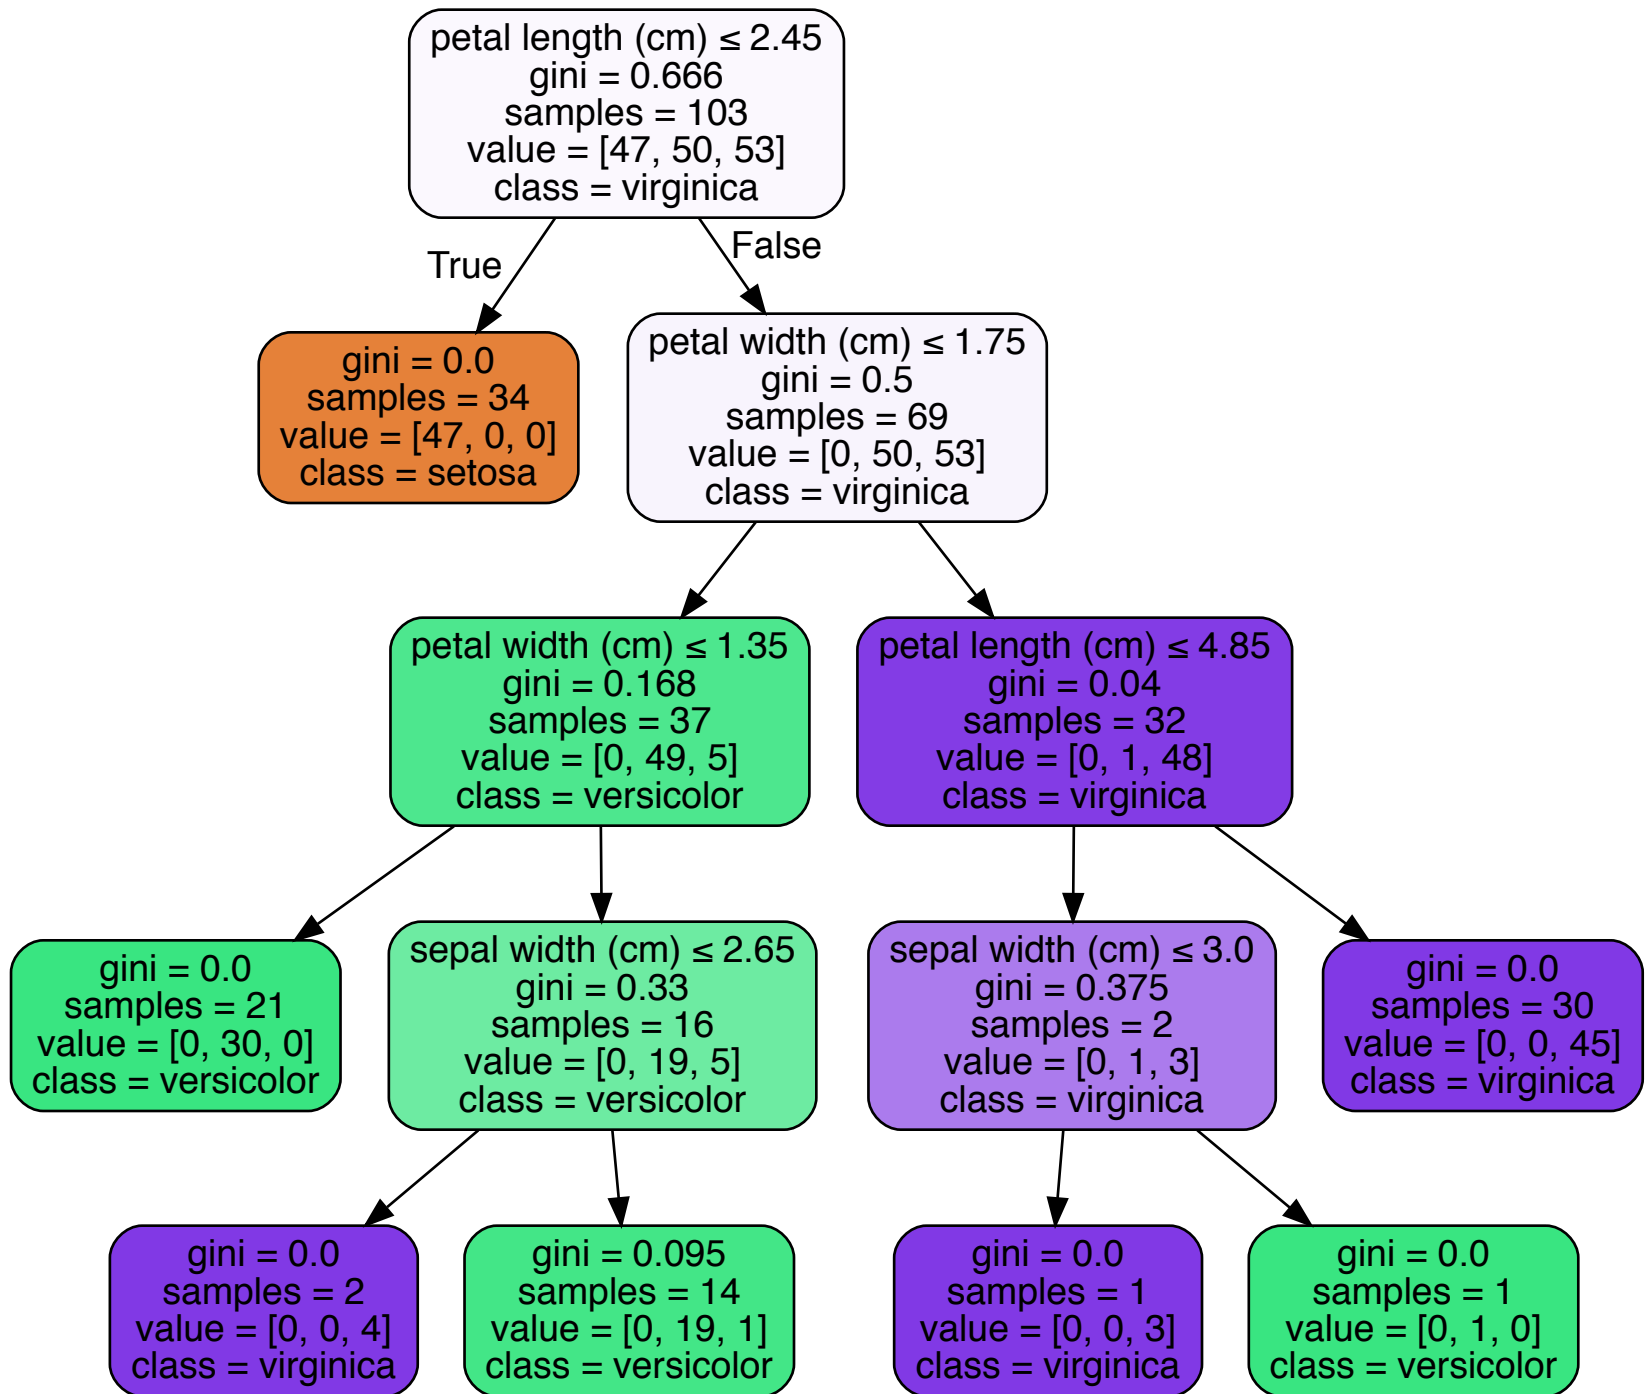 petal length (cm) ≤ 2.45
gini = 0.666
samples = 103
value = [47, 50, 53]
class = virginica
True
False
gini = 0.0
samples = 34
value = [47, 0, 0]
class = setosa
petal width (cm) ≤ 1.75
gini = 0.5
samples = 69
value = [0, 50, 53]
class = virginica
petal width (cm) ≤ 1.35
gini = 0.168
samples = 37
value = [0, 49, 5]
class = versicolor
petal length (cm) ≤ 4.85
gini = 0.04
samples = 32
value = [0, 1, 48]
class = virginica
gini = 0.0
samples = 21
value = [0, 30, 0]
class = versicolor
sepal width (cm) ≤ 2.65
gini = 0.33
samples = 16
value = [0, 19, 5]
class = versicolor
sepal width (cm) ≤ 3.0
gini = 0.375
samples = 2
value = [0, 1, 3]
class = virginica
gini = 0.0
samples = 30
value = [0, 0, 45]
class = virginica
gini = 0.0
samples = 2
value = [0, 0, 4]
class = virginica
gini = 0.095
samples = 14
value = [0, 19, 1]
class = versicolor
gini = 0.0
samples = 1
value = [0, 0, 3]
class = virginica
gini = 0.0
samples = 1
value = [0, 1, 0]
class = versicolor